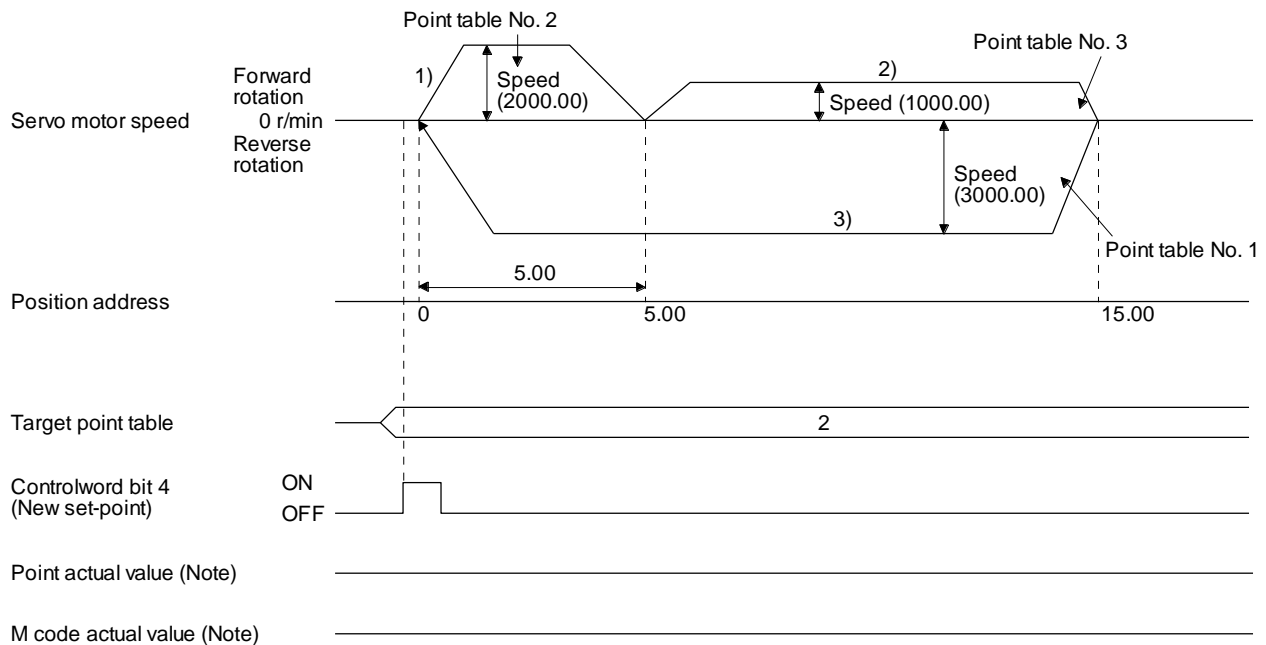 Point table No. 2
Point table No. 3
Forward
rotation
1)
Speed
(2000.00)
2)
Speed (1000.00)
Servo motor speed
0 r/min
Reverse
rotation
Speed
(3000.00)
3)
Point table No. 1
5.00
Position address
0
5.00
15.00
Target point table
2
Controlword bit 4
(New set-point)
ON
OFF
Point actual value (Note)
M code actual value (Note)